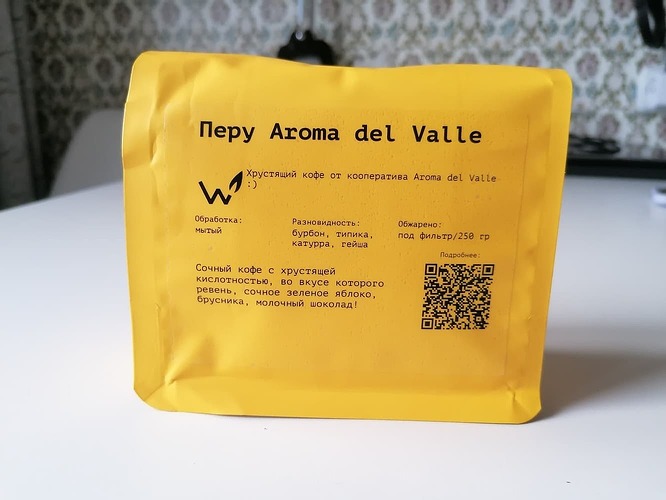 Перу Aroma del Valle
Хрустящий кофе от кооператива Aroma del Valle
:)
W
Обработка:
мытый
Разновидность:
бурбон, типика,
катурра, гейша
Обжарено:
под фильтр/250 гр
Подробнее:
Сочный кофе с хрустящей
кислотностью, во вкусе которого
ревень, сочное зеленое яблоко,
брусника, молочный шоколад!